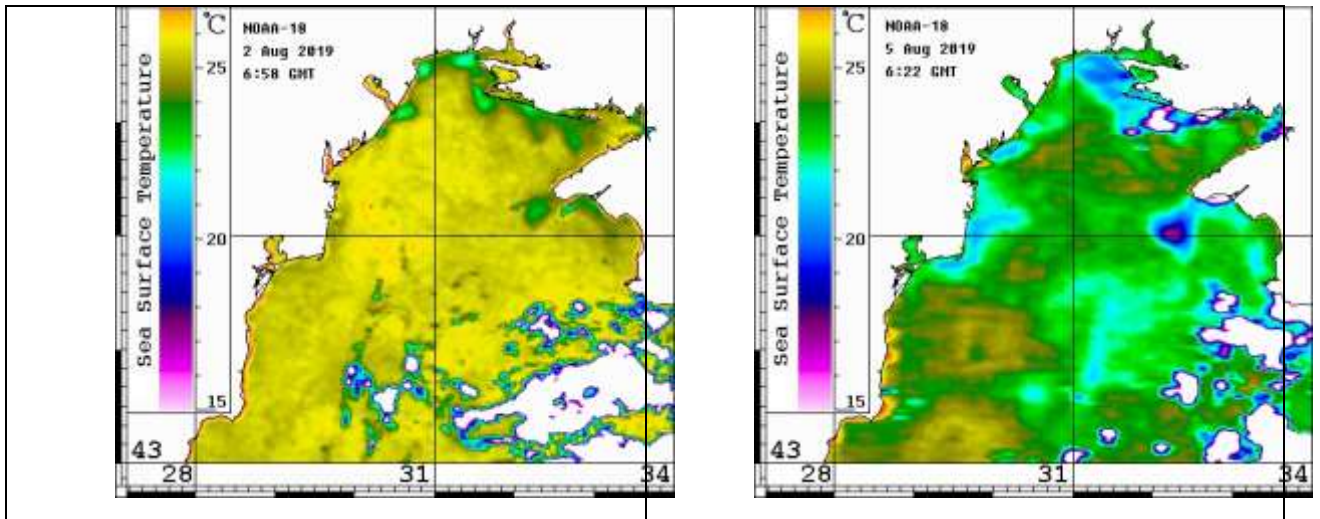 °C
NOAA-18
2 Aug 2019
6:58 GMT
Sea Surface Temperature
25
20
15
43
28
31
34
°C
NOAA-18
5 Aug 2019
6:22 GMT
Sea Surface Temperature
25
20
15
43
28
31
34